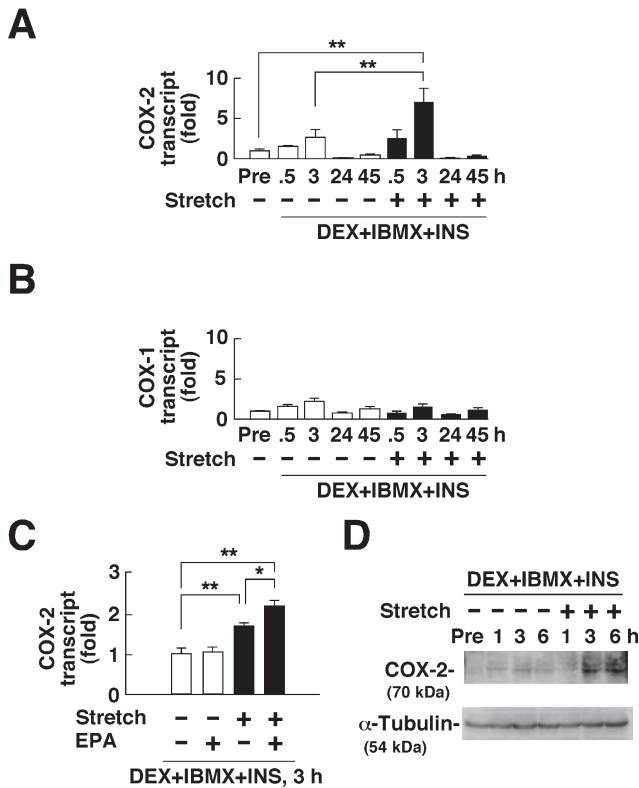 A
**
**
COX-2
transcript
(fold)
10
5
0
Pre .5 3 24 45 .5 3 24 45 h
Stretch − − − − − + + + +
DEX+IBMX+INS
B
COX-1
transcript
(fold)
10
5
0
Pre .5 3 24 45 .5 3 24 45 h
Stretch − − − − − + + + +
DEX+IBMX+INS
C
**
**
*
COX-2
transcript
(fold)
3
2
1
0
Stretch − − + +
EPA − + − +
DEX+IBMX+INS, 3 h
D
DEX+IBMX+INS
Stretch − − − − + + +
Pre 1 3 6 1 3 6 h
COX-2-
(70 kDa)
α-Tubulin-
(54 kDa)